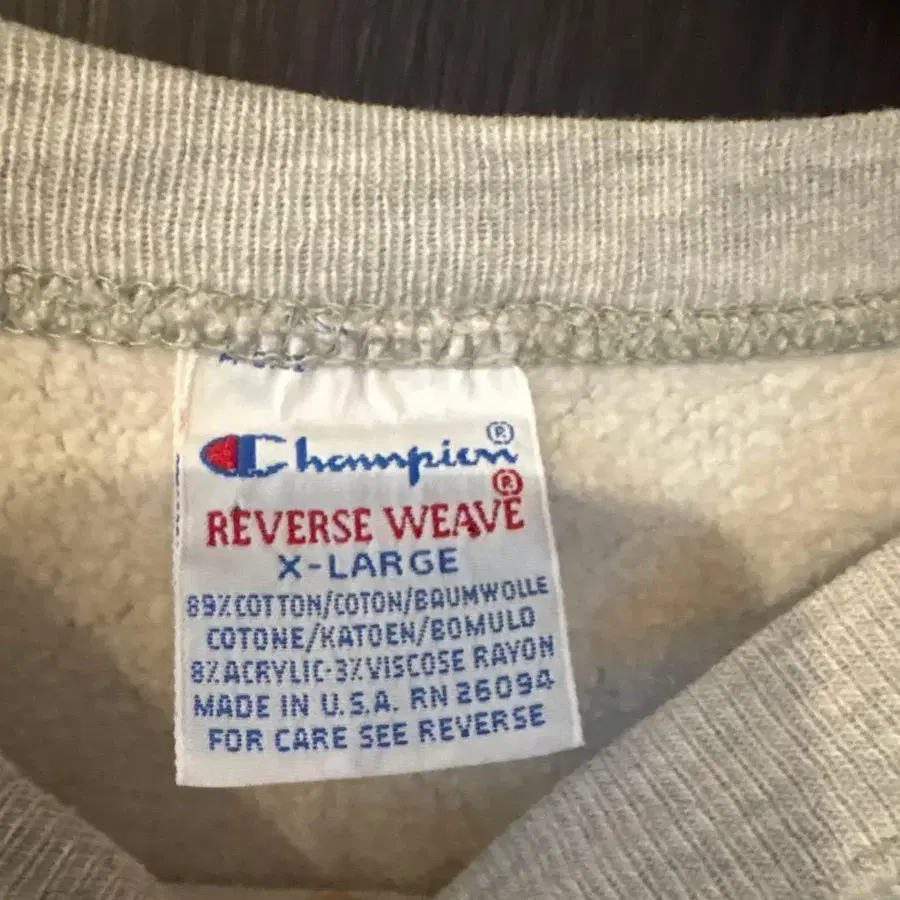 Champion®
REVERSE WEAVE®
X-LARGE
89% COTTON/COTON/BAUMWOLLE
COTONE/KATOEN/BOMULD
8% ACRYLIC-3% VISCOSE RAYON
MADE IN U.S.A. RN 26094
FOR CARE SEE REVERSE